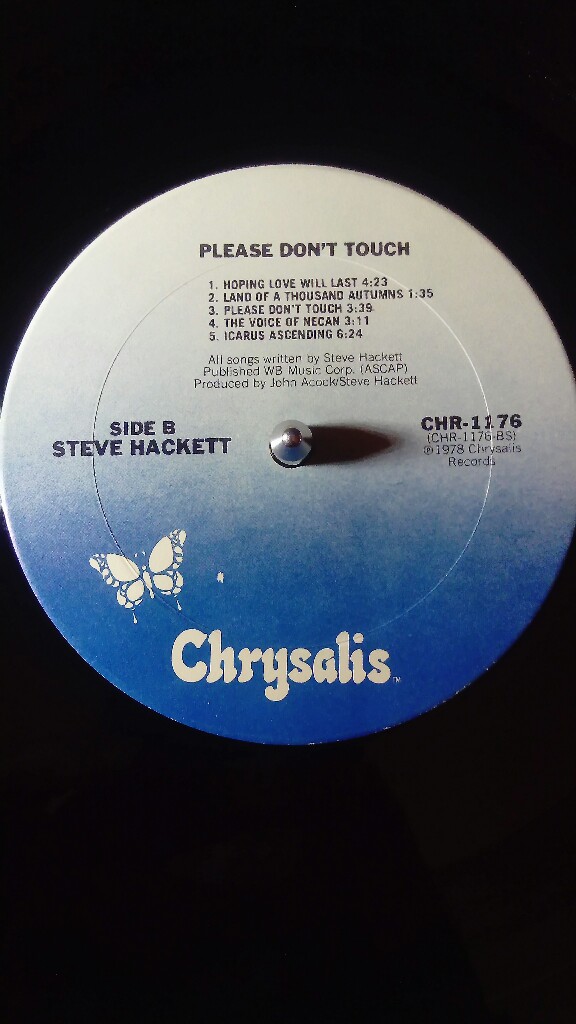 PLEASE DON'T TOUCH
1. HOPING LOVE WILL LAST 4:23
2. LAND OF A THOUSAND AUTUMNS 1:35
3. PLEASE DON'T TOUCH 3:39
4. THE VOICE OF NECAN 3:11
5. ICARUS ASCENDING 6:24
All songs written by Steve Hackett
Published WB Music Corp. (ASCAP)
Produced by John Acock/Steve Hackett
SIDE B
STEVE HACKETT
CHR-1176
(CHR-1176-BS)
℗1978 Chrysalis
Records
Chrysalis™